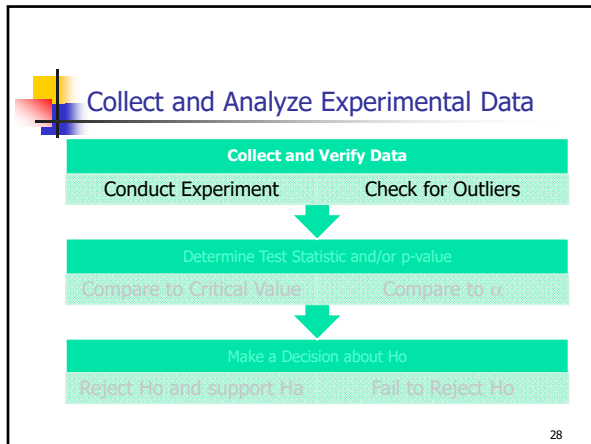 Collect and Analyze Experimental Data
Collect and Verify Data
Conduct Experiment Check for Outliers
Determine Test Statistic and/or p-value
Compare to Critical Value Compare to α
Make a Decision about Ho
Reject Ho and support Ha Fail to Reject Ho
28